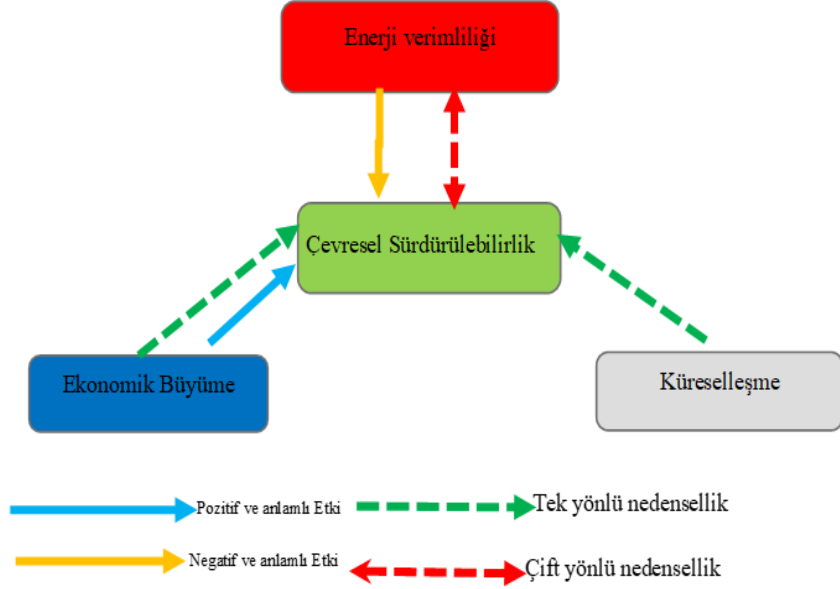 Enerji verimliliği
Çevresel Sürdürülebilirlik
Ekonomik Büyüme
Küreselleşme
Pozitif ve anlamlı Etki
Tek yönlü nedensellik
Negatif ve anlamlı Etki
Çift yönlü nedensellik